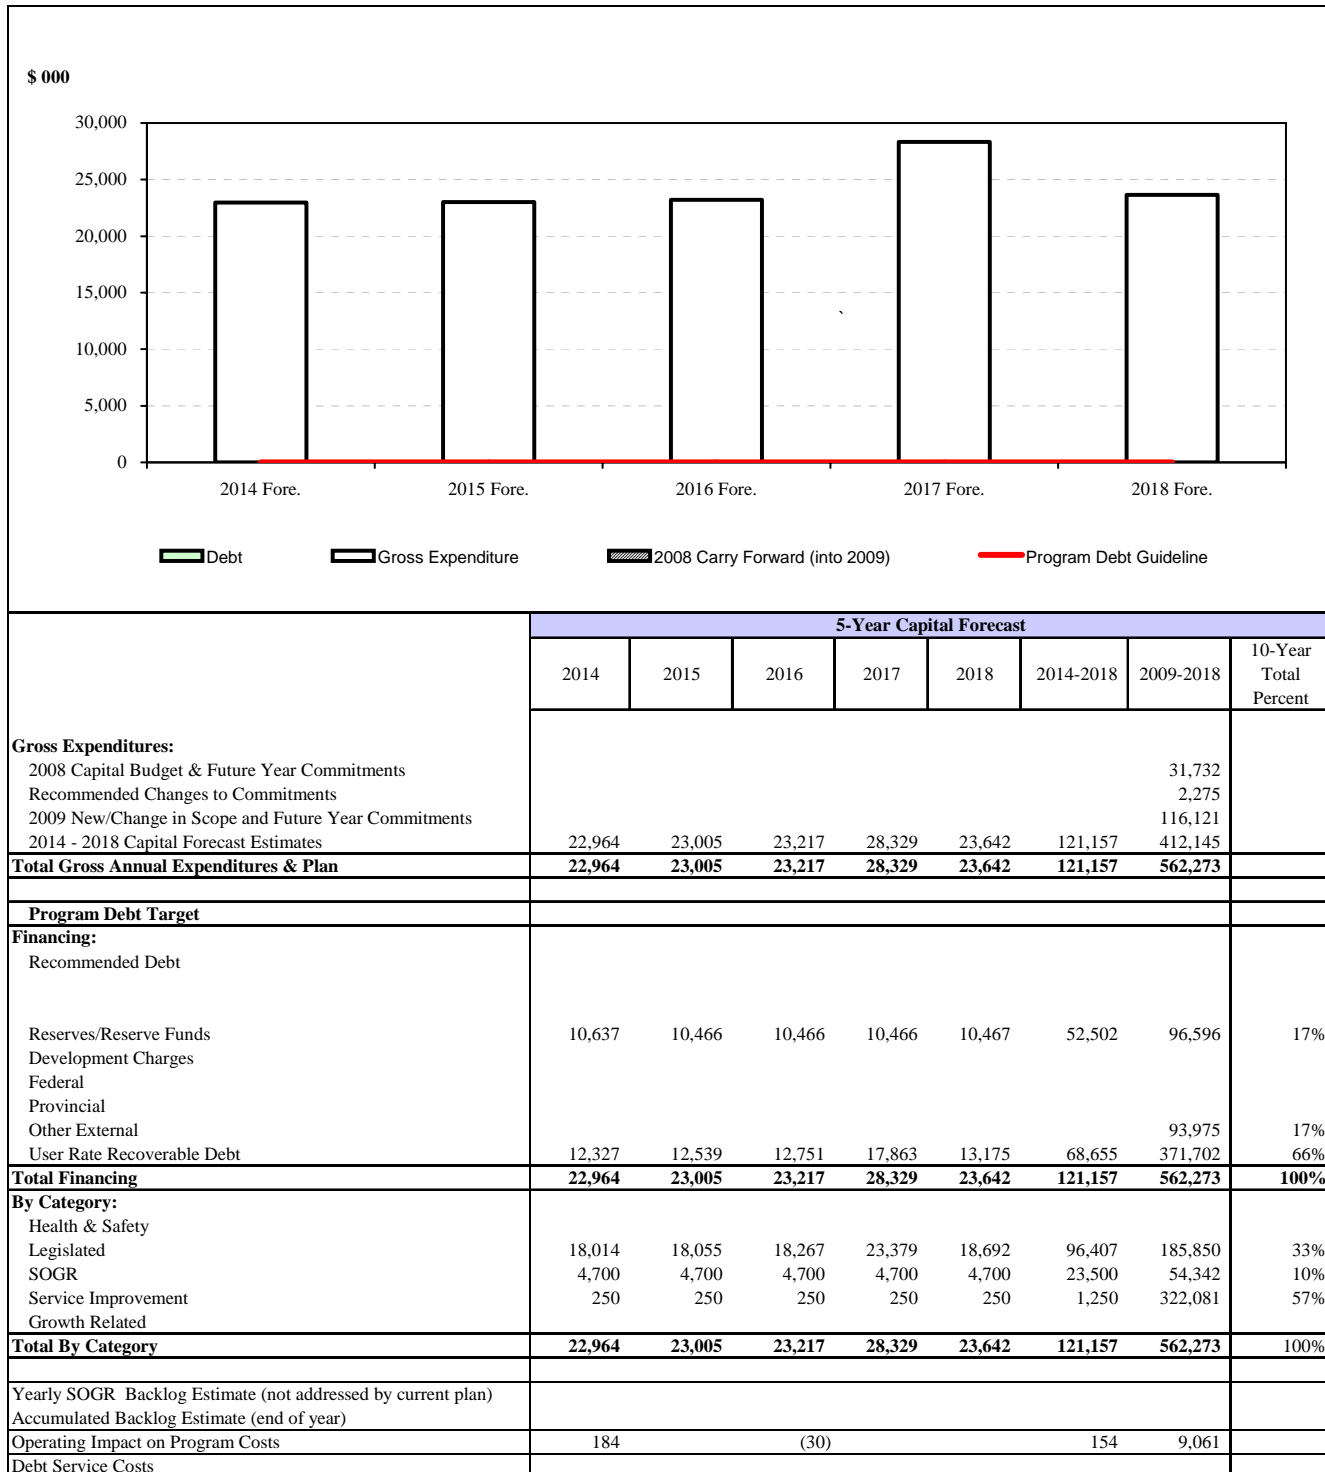 $ 000
30,000
25,000
20,000
15,000
10,000
5,000
0
`
2014 Fore. 2015 Fore. 2016 Fore. 2017 Fore. 2018 Fore.
Debt Gross Expenditure 2008 Carry Forward (into 2009) Program Debt Guideline
5-Year Capital Forecast
2014 2015 2016 2017 2018 2014-2018 2009-2018 10-Year Total Percent
Gross Expenditures:
2008 Capital Budget & Future Year Commitments 31,732
Recommended Changes to Commitments 2,275
2009 New/Change in Scope and Future Year Commitments 116,121
2014 - 2018 Capital Forecast Estimates 22,964 23,005 23,217 28,329 23,642 121,157 412,145
Total Gross Annual Expenditures & Plan 22,964 23,005 23,217 28,329 23,642 121,157 562,273
Program Debt Target
Financing:
Recommended Debt
Reserves/Reserve Funds 10,637 10,466 10,466 10,466 10,467 52,502 96,596 17%
Development Charges
Federal
Provincial
Other External 93,975 17%
User Rate Recoverable Debt 12,327 12,539 12,751 17,863 13,175 68,655 371,702 66%
Total Financing 22,964 23,005 23,217 28,329 23,642 121,157 562,273 100%
By Category:
Health & Safety
Legislated 18,014 18,055 18,267 23,379 18,692 96,407 185,850 33%
SOGR 4,700 4,700 4,700 4,700 4,700 23,500 54,342 10%
Service Improvement 250 250 250 250 250 1,250 322,081 57%
Growth Related
Total By Category 22,964 23,005 23,217 28,329 23,642 121,157 562,273 100%
Yearly SOGR Backlog Estimate (not addressed by current plan)
Accumulated Backlog Estimate (end of year)
Operating Impact on Program Costs 184 (30) 154 9,061
Debt Service Costs